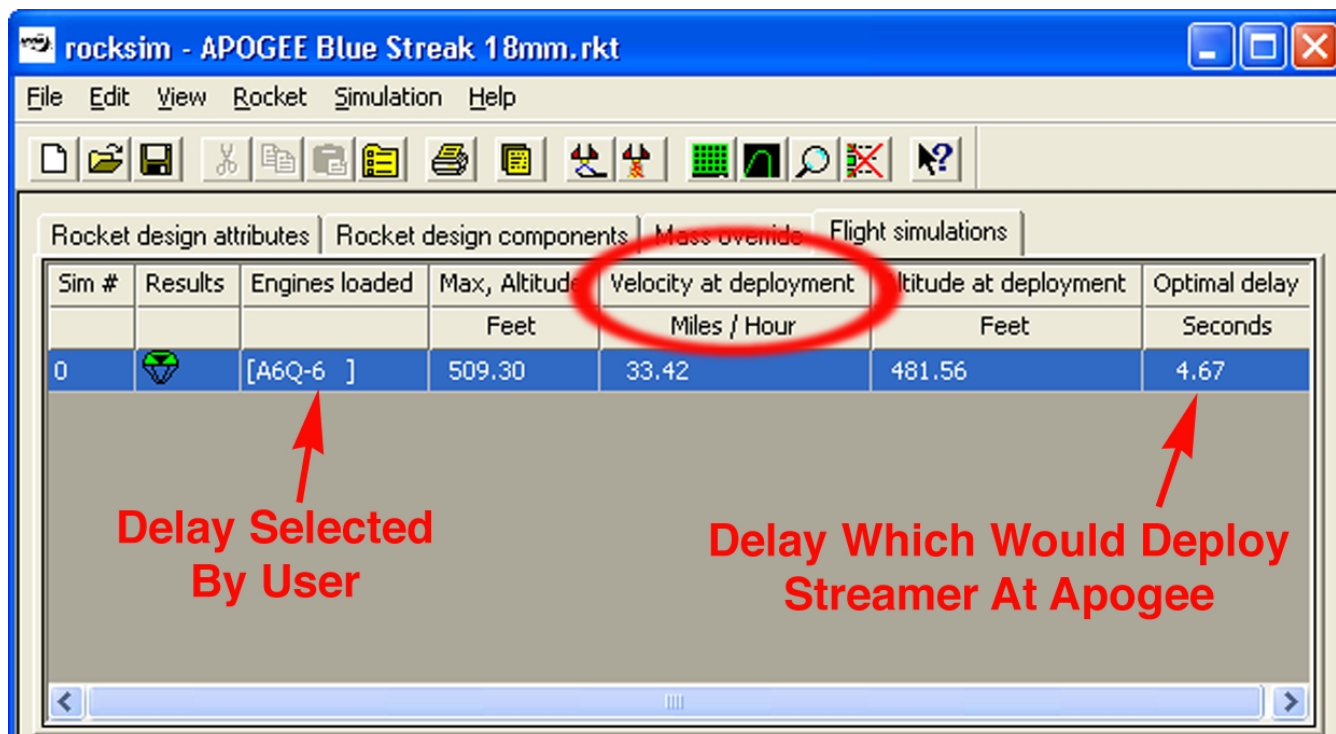 rocksim - APOGEE Blue Streak 18mm.rkt
File Edit View Rocket Simulation Help
Rocket design attributes Rocket design components Mass override Flight simulations
Sim # Results Engines loaded Max, Altitude Velocity at deployment Altitude at deployment Optimal delay
Feet Miles / Hour Feet Seconds
0 [A6Q-6 ] 509.30 33.42 481.56 4.67
Delay Selected
By User
Delay Which Would Deploy
Streamer At Apogee